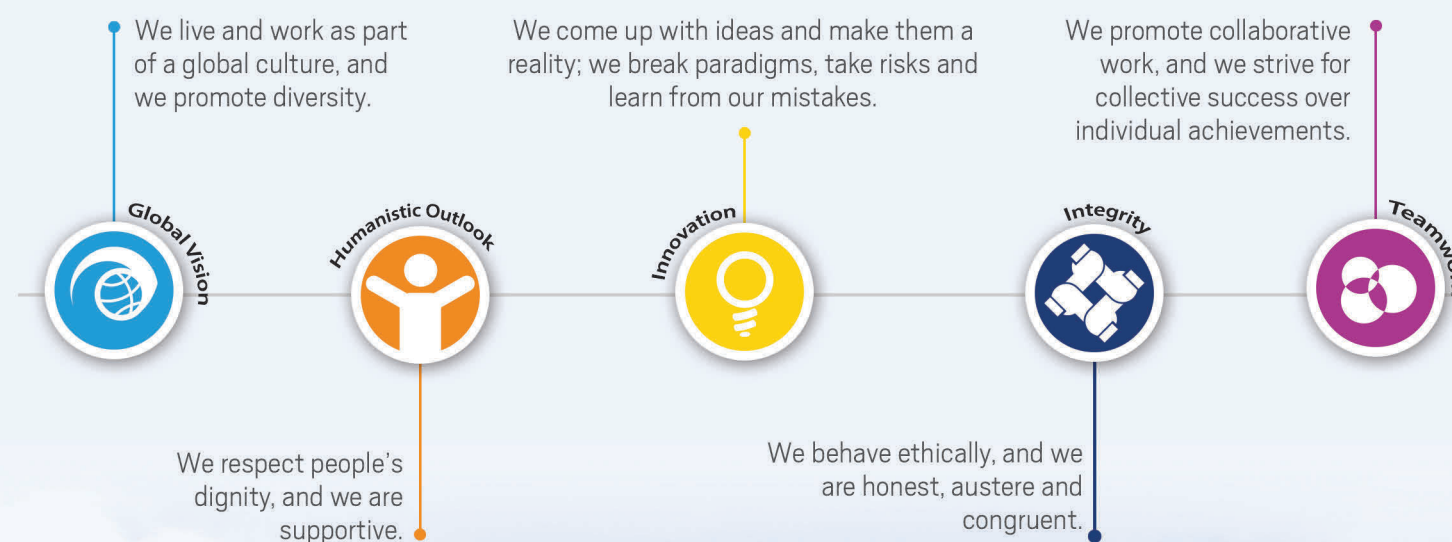 We live and work as part
of a global culture, and
we promote diversity.
We come up with ideas and make them a
reality; we break paradigms, take risks and
learn from our mistakes.
We promote collaborative
work, and we strive for
collective success over
individual achievements.
Global Vision
Humanistic Outlook
Innovation
Integrity
Teamwork
We respect people's
dignity, and we are
supportive.
We behave ethically, and we
are honest, austere and
congruent.